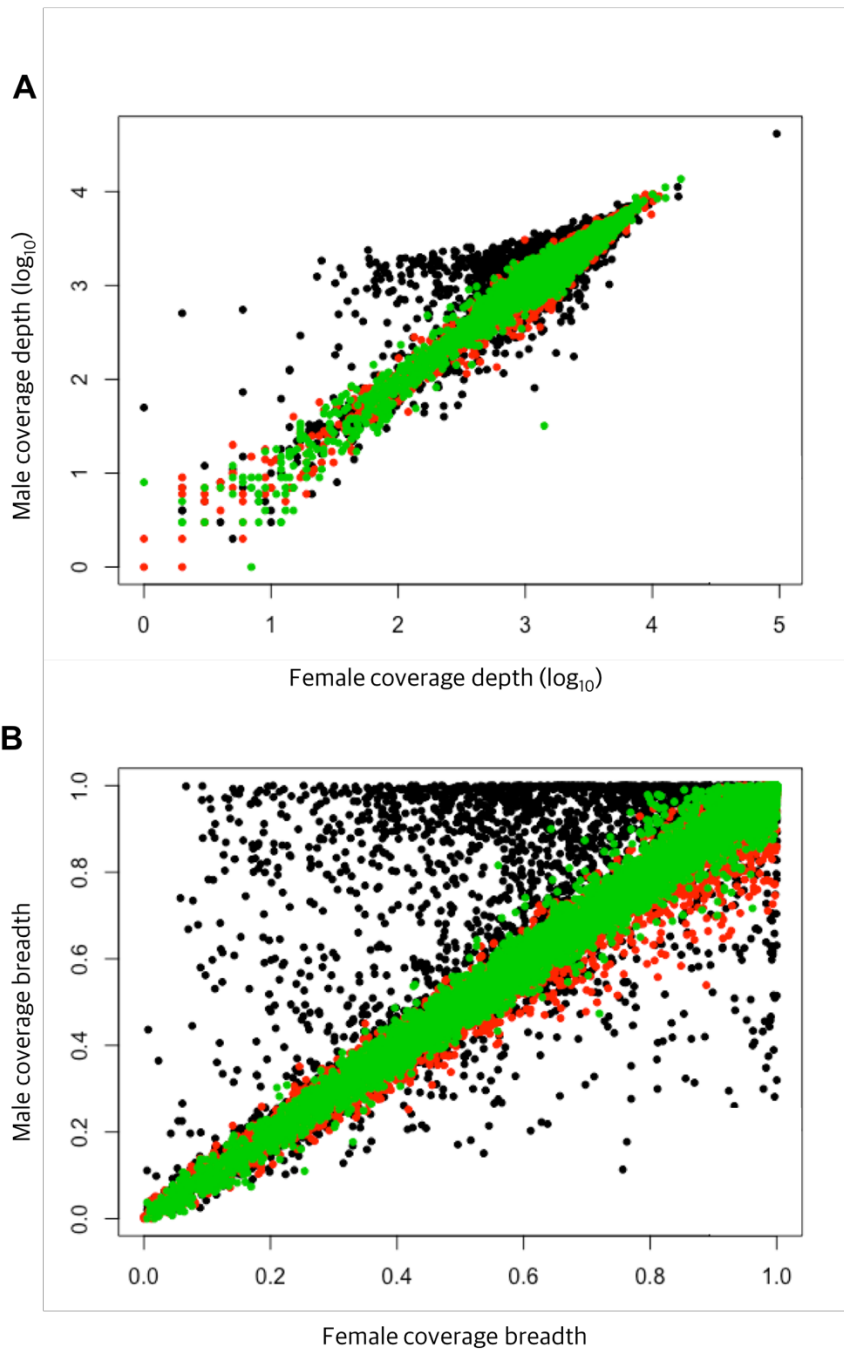 A
4
3
2
1
0
Male coverage depth (log10)
0 1 2 3 4 5
Female coverage depth (log10)
B
1.0
0.8
0.6
0.4
0.2
0.0
Male coverage breadth
0.0 0.2 0.4 0.6 0.8 1.0
Female coverage breadth